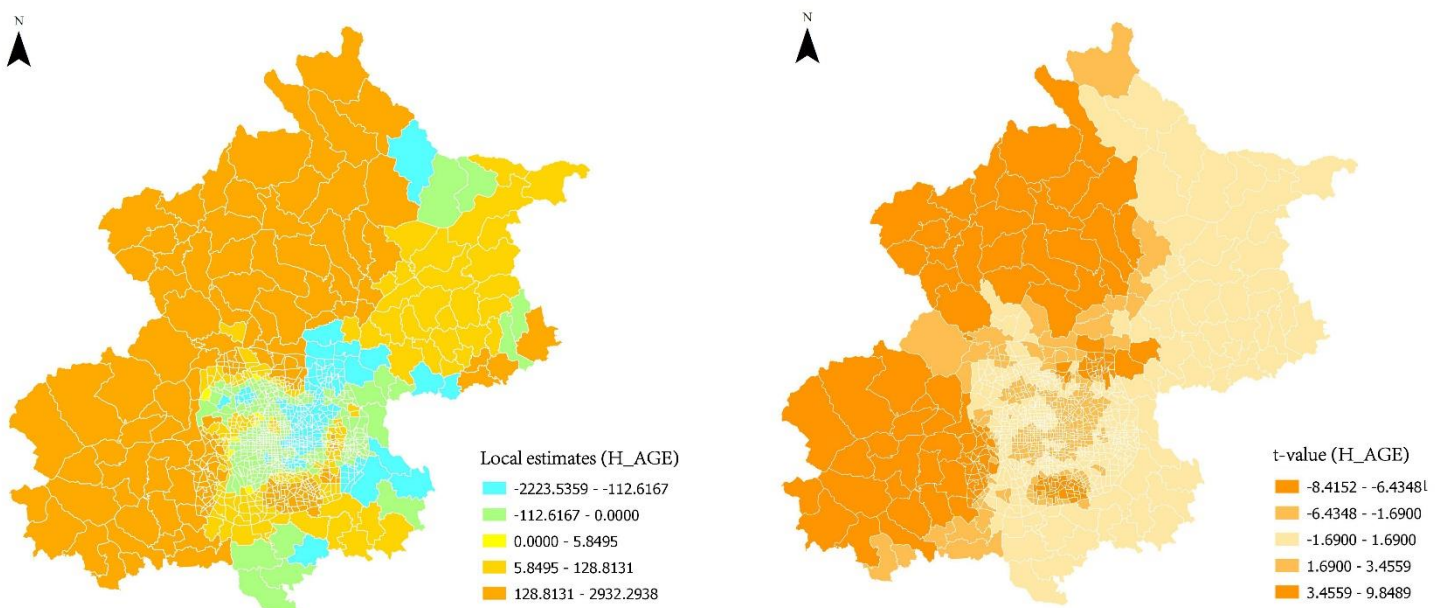 N
Local estimates (H_AGE)
-2223.5359 - -112.6167
-112.6167 - 0.0000
0.0000 - 5.8495
5.8495 - 128.8131
128.8131 - 2932.2938
N
t-value (H_AGE)
-8.4152 - -6.4348l
-6.4348 - -1.6900
-1.6900 - 1.6900
1.6900 - 3.4559
3.4559 - 9.8489